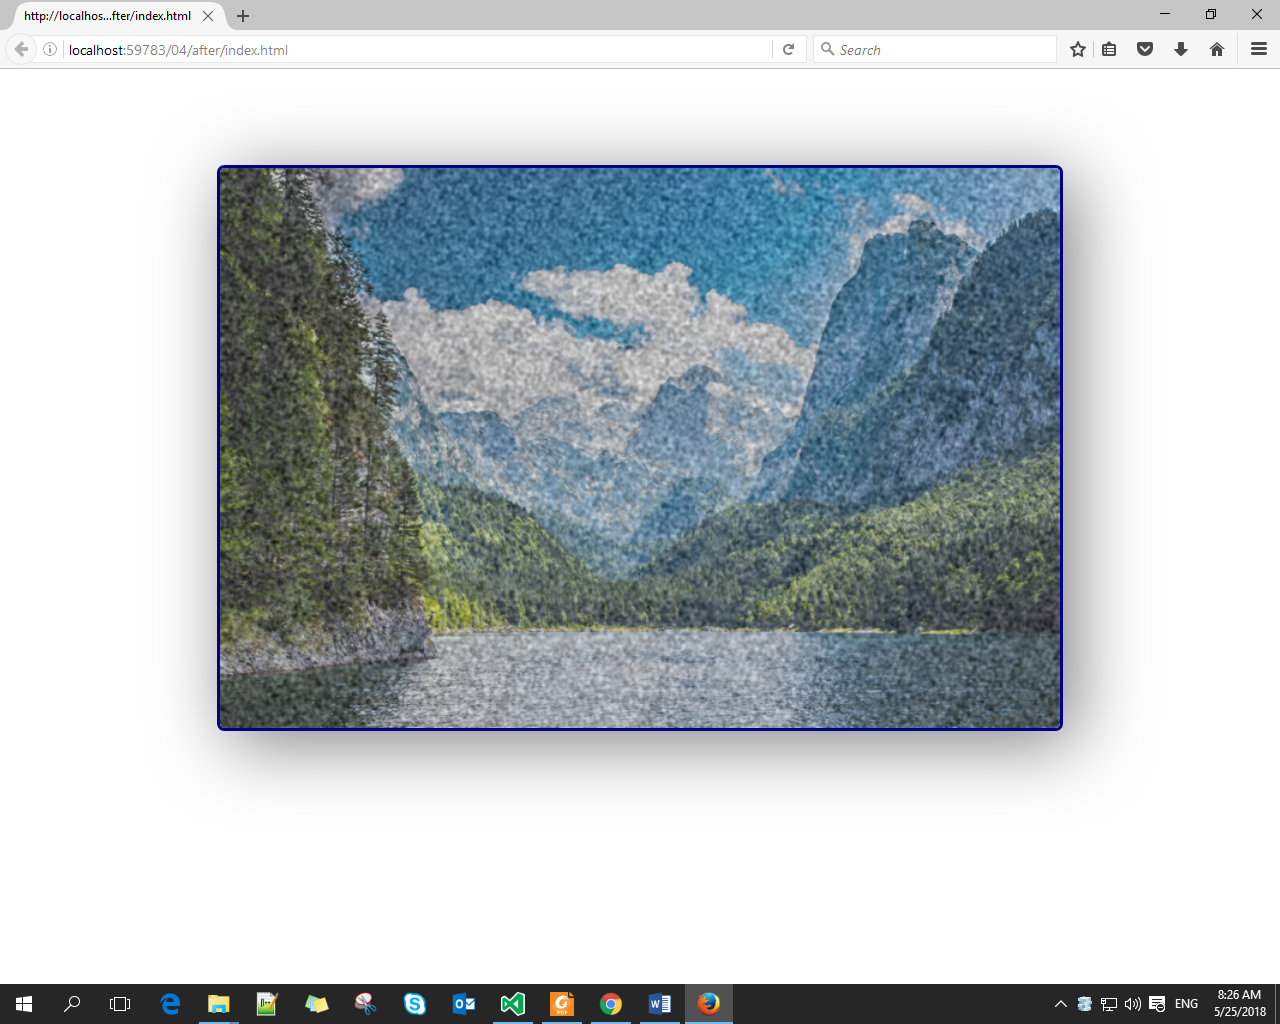 http://localhos...fter/index.html
localhost:59783/04/after/index.html
Search
PDF
ENG
8:26 AM
5/25/2018